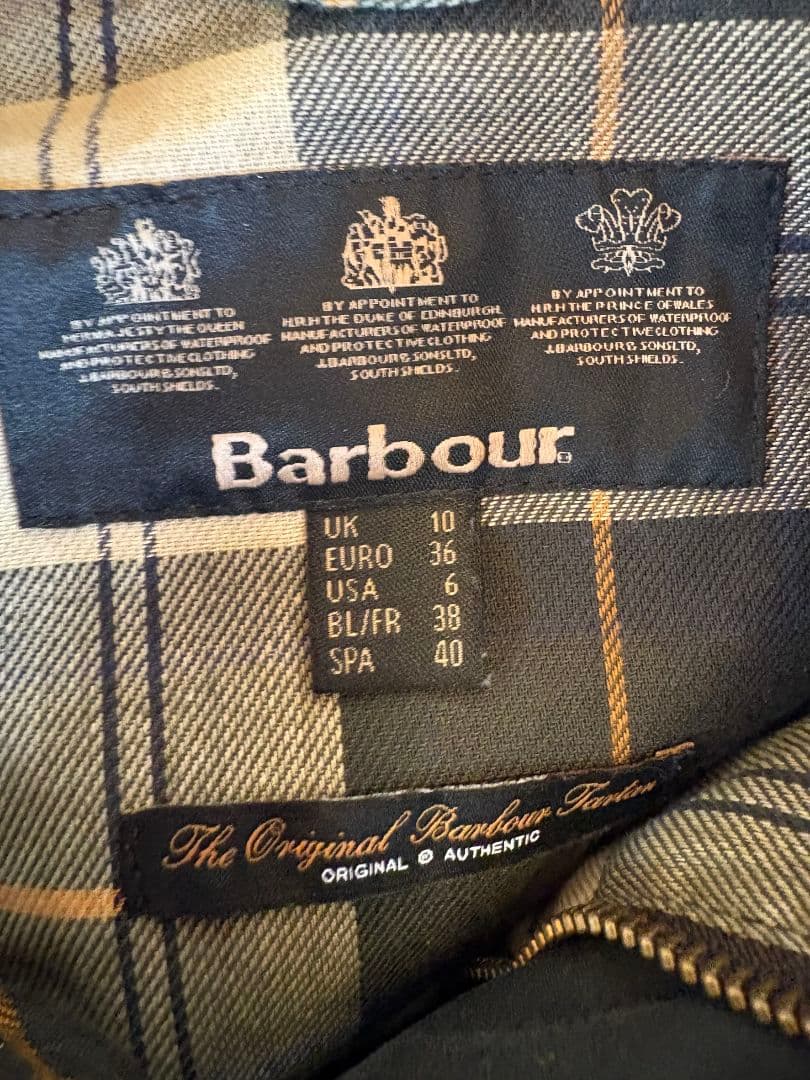 BY APPOINTMENT TO
HER MAJESTY THE QUEEN
MANUFACTURERS OF WATERPROOF
AND PROTECTIVE CLOTHING
J.BARBOUR & SONS LTD,
SOUTH SHIELDS.
BY APPOINTMENT TO
H.R.H THE DUKE OF EDINBURGH
MANUFACTURERS OF WATERPROOF
AND PROTECTIVE CLOTHING
J.BARBOUR & SONS LTD,
SOUTH SHIELDS.
BY APPOINTMENT TO
H.R.H THE PRINCE OF WALES
MANUFACTURERS OF WATERPROOF
AND PROTECTIVE CLOTHING
J.BARBOUR & SONS LTD,
SOUTH SHIELDS.
Barbour
UK 10
EURO 36
USA 6
BL/FR 38
SPA 40
The Original Barbour Tartan
ORIGINAL @ AUTHENTIC